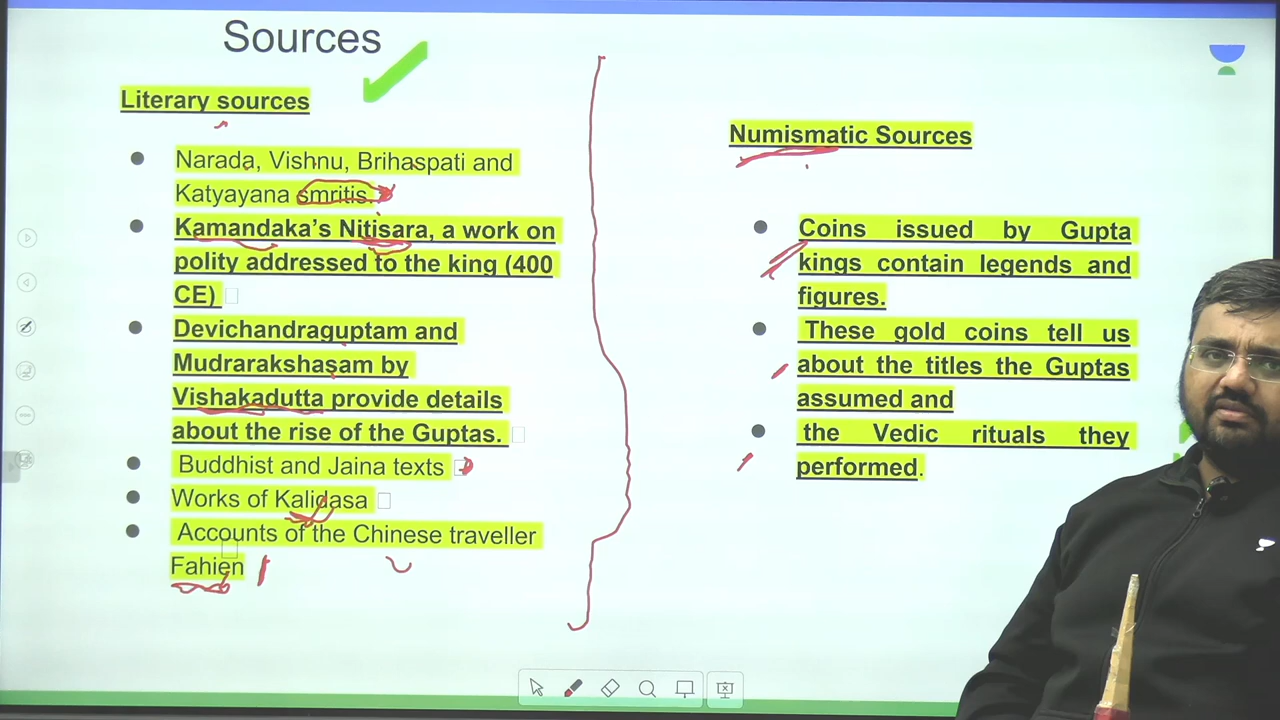 Sources
Literary sources
Narada, Vishnu, Brihaspati and
Katyayana smritis.
Kamandaka's Nitisara, a work on
polity addressed to the king (400
CE)
Devichandraguptam and
Mudrarakshasam by
Vishakadutta provide details
about the rise of the Guptas.
Buddhist and Jaina texts
Works of Kalidasa
Accounts of the Chinese traveller
Fahien
Numismatic Sources
Coins issued by Gupta
kings contain legends and
figures.
These gold coins tell us
about the titles the Guptas
assumed and
the Vedic rituals they
performed.